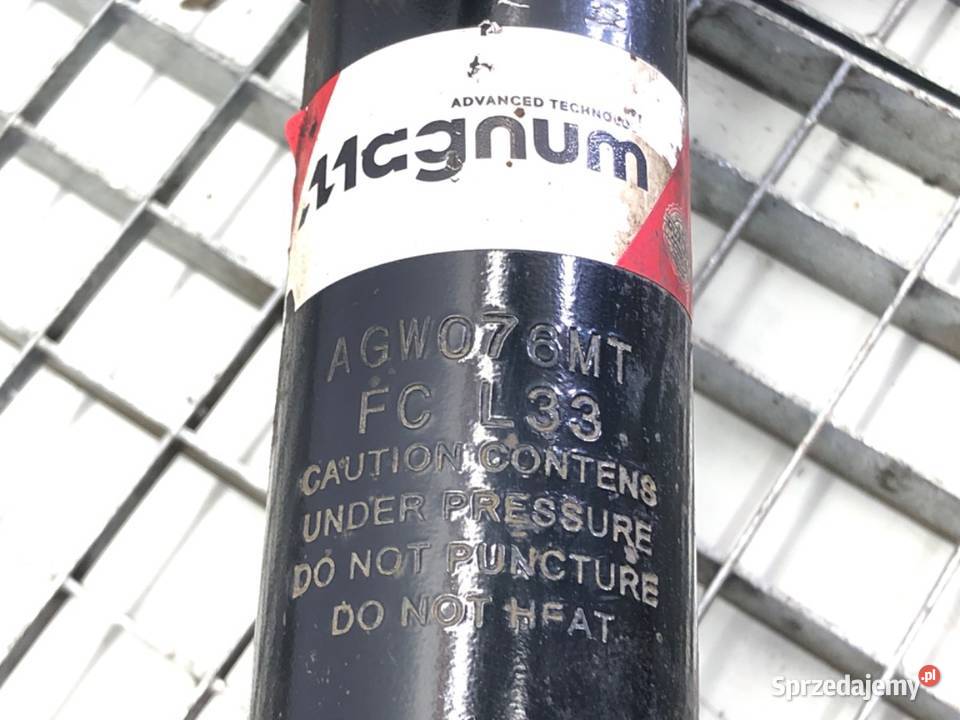 ADVANCED TECHNOLO
Magnum
AGW076MT
FC L33
CAUTION CONTENS
UNDER PRESSURE
DO NOT PUNCTURE
DO NOT HEAT
Sprzedajemy.pl